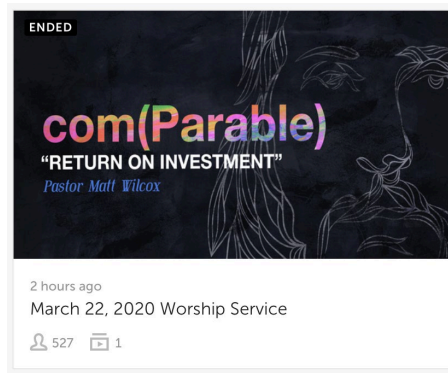 ENDED
com(Parable)
“RETURN ON INVESTMENT”
Pastor Matt Wilcox
2 hours ago
March 22, 2020 Worship Service
527 1